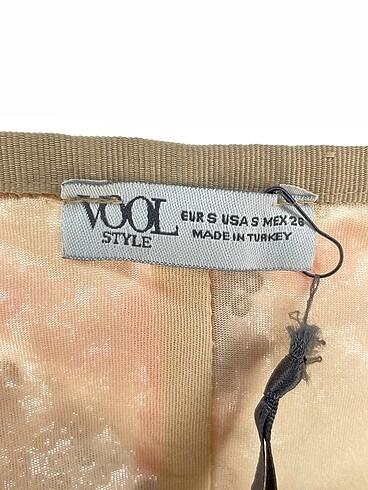 VOOL
STYLE
EUR S USA S MEX 26
MADE IN TURKEY